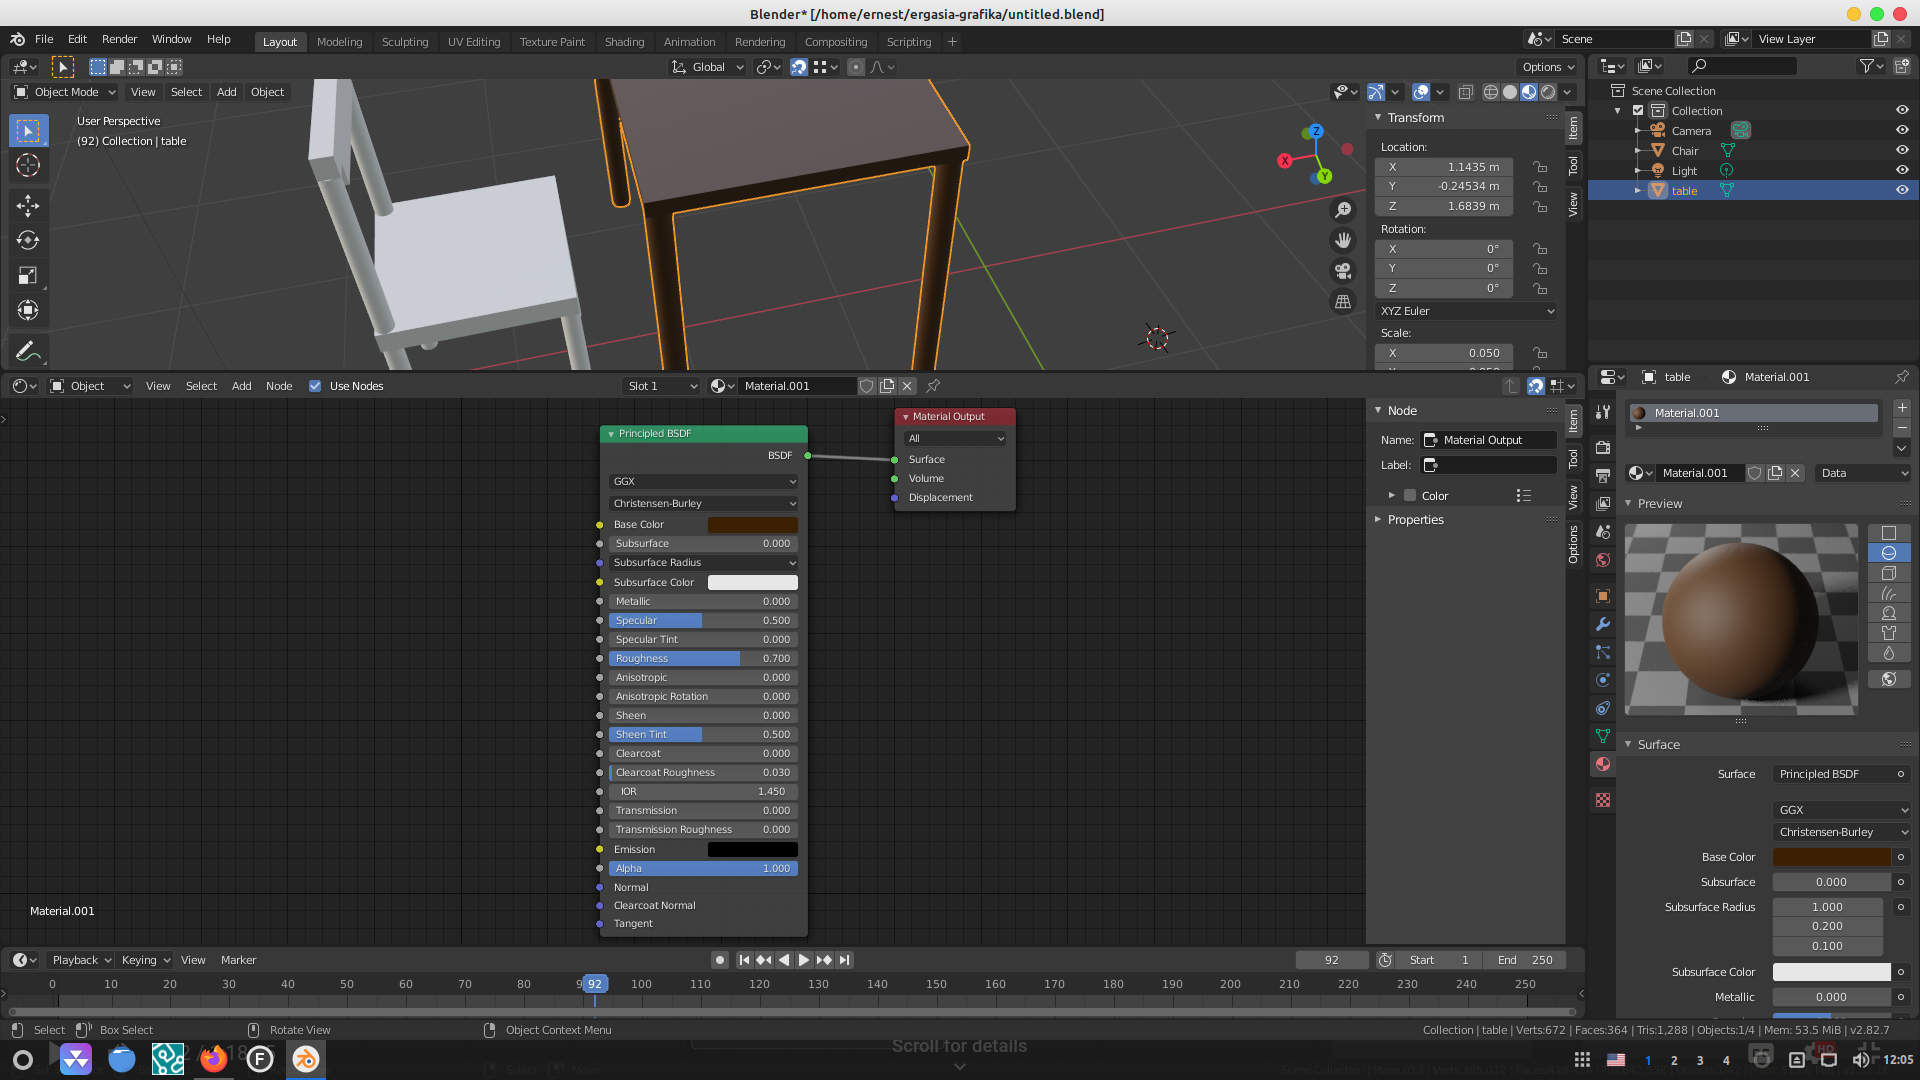 Blender* [/home/ernest/ergasia-grafika/untitled.blend]
File Edit Render Window Help Layout Modeling Sculpting UV Editing Texture Paint Shading Animation Rendering Compositing Scripting + Scene View Layer
Global Options
Object Mode View Select Add Object
User Perspective
(92) Collection | table
Z
X
Y
Transform
Location:
X 1.1435 m
Y -0.24534 m
Z 1.6839 m
Rotation:
X 0°
Y 0°
Z 0°
XYZ Euler
Scale:
X 0.050
Item
Tool
View
Scene Collection
Collection
Camera
Chair
Light
table
Object View Select Add Node Use Nodes Slot 1 Material.001
Principled BSDF
BSDF
GGX
Christensen-Burley
Base Color
Subsurface 0.000
Subsurface Radius
Subsurface Color
Metallic 0.000
Specular 0.500
Specular Tint 0.000
Roughness 0.700
Anisotropic 0.000
Anisotropic Rotation 0.000
Sheen 0.000
Sheen Tint 0.500
Clearcoat 0.000
Clearcoat Roughness 0.030
IOR 1.450
Transmission 0.000
Transmission Roughness 0.000
Emission
Alpha 1.000
Normal
Clearcoat Normal
Tangent
Material Output
All
Surface
Volume
Displacement
Material.001
Node
Name: Material Output
Label:
Color
Properties
Item
Tool
View
Options
table Material.001
Material.001
Material.001 Data
Preview
Surface
Surface Principled BSDF
GGX
Christensen-Burley
Base Color
Subsurface 0.000
Subsurface Radius 1.000
0.200
0.100
Subsurface Color
Metallic 0.000
Playback Keying View Marker 92 Start 1 End 250
0 10 20 30 40 50 60 70 80 92 100 110 120 130 140 150 160 170 180 190 200 210 220 230 240 250
Select Box Select Rotate View Object Context Menu Collection | table | Verts:672 | Faces:364 | Tris:1,288 | Objects:1/4 | Mem: 53.5 MiB | v2.82.7
Scroll for details
1 2 3 4 12:05